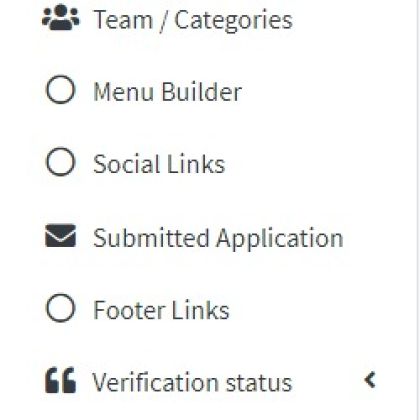 Team / Categories
Menu Builder
Social Links
Submitted Application
Footer Links
Verification status